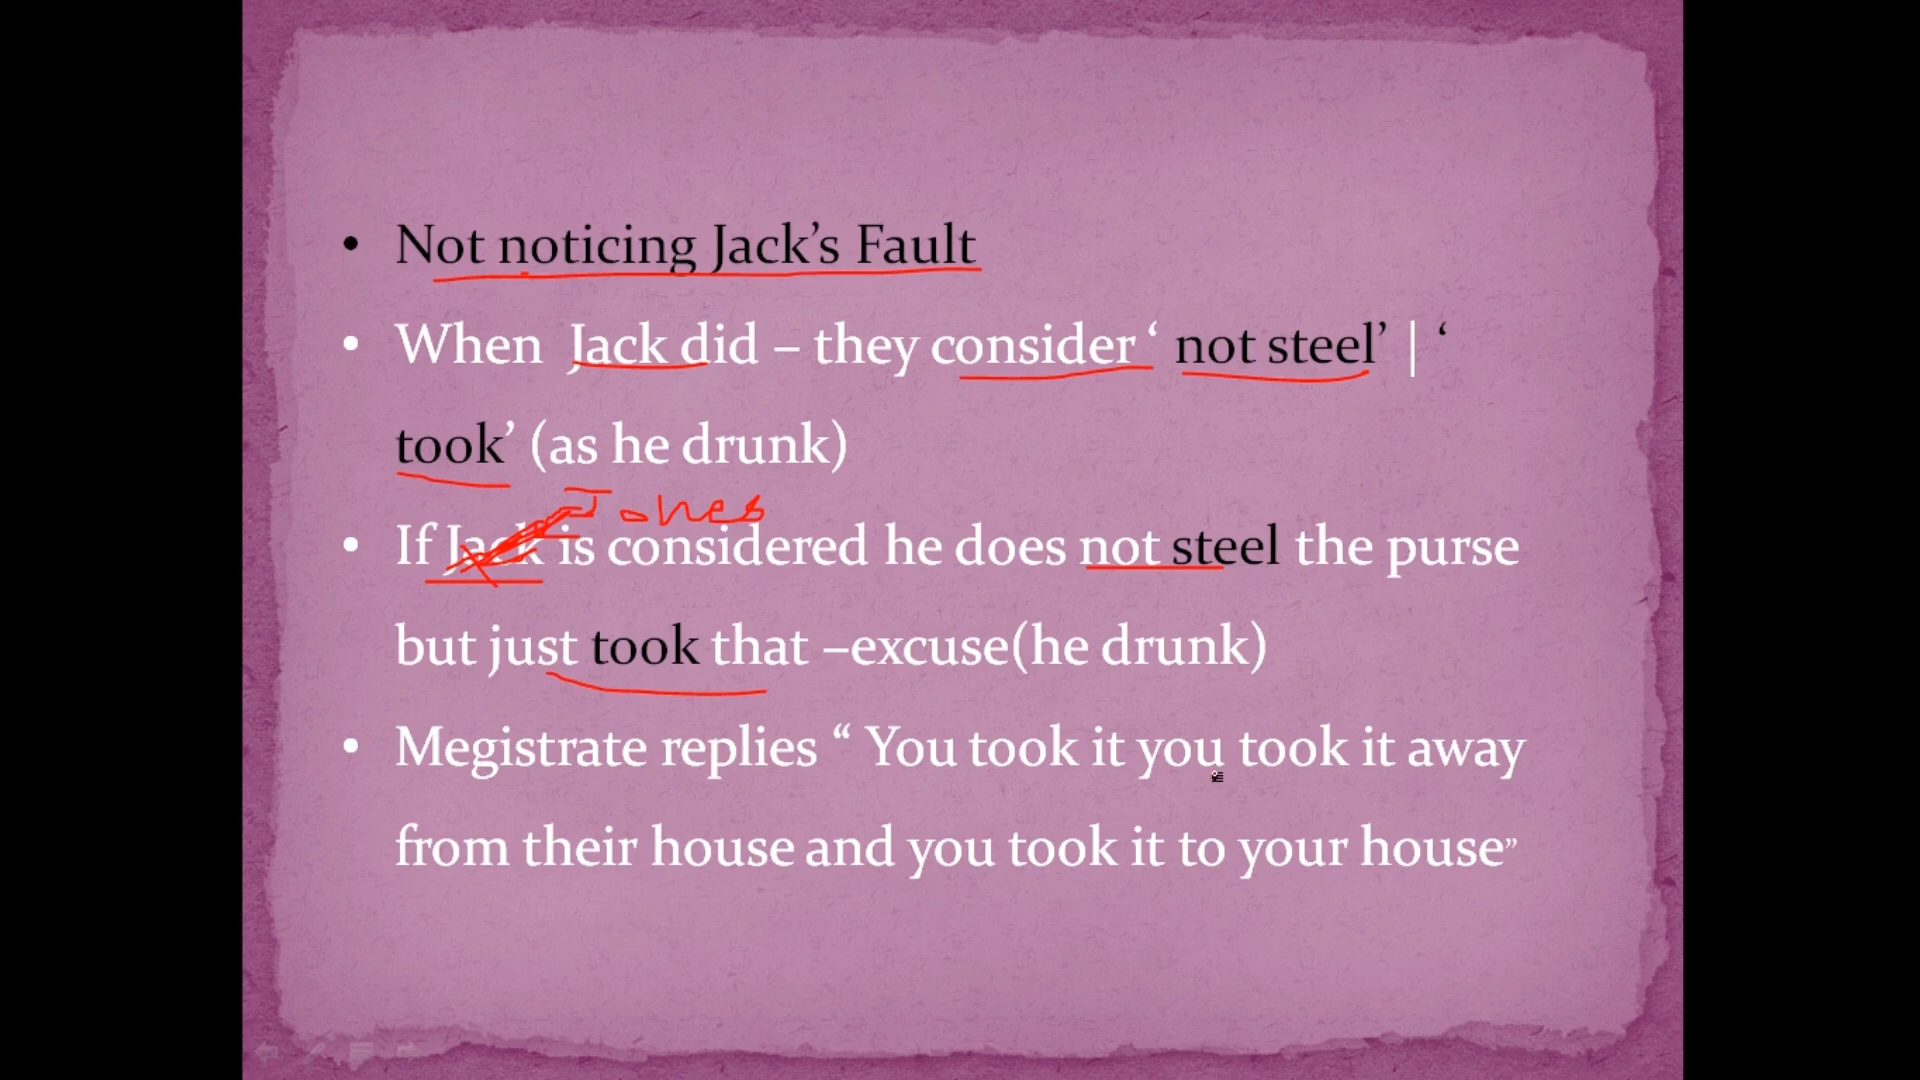 • Not noticing Jack's Fault
• When Jack did – they consider ‘ not steel’ | ‘
took’ (as he drunk)
Jones
• If Jack is considered he does not steel the purse
but just took that –excuse(he drunk)
• Megistrate replies “ You took it you took it away
from their house and you took it to your house”